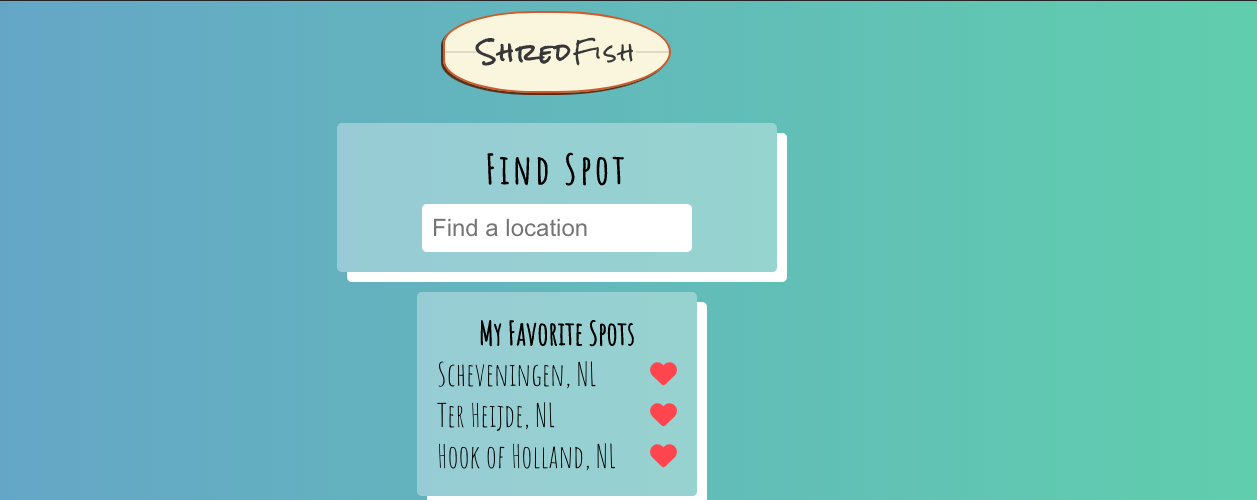 ShredFish
Find Spot
Find a location
My Favorite Spots
Scheveningen, NL
Ter Heijde, NL
Hook of Holland, NL